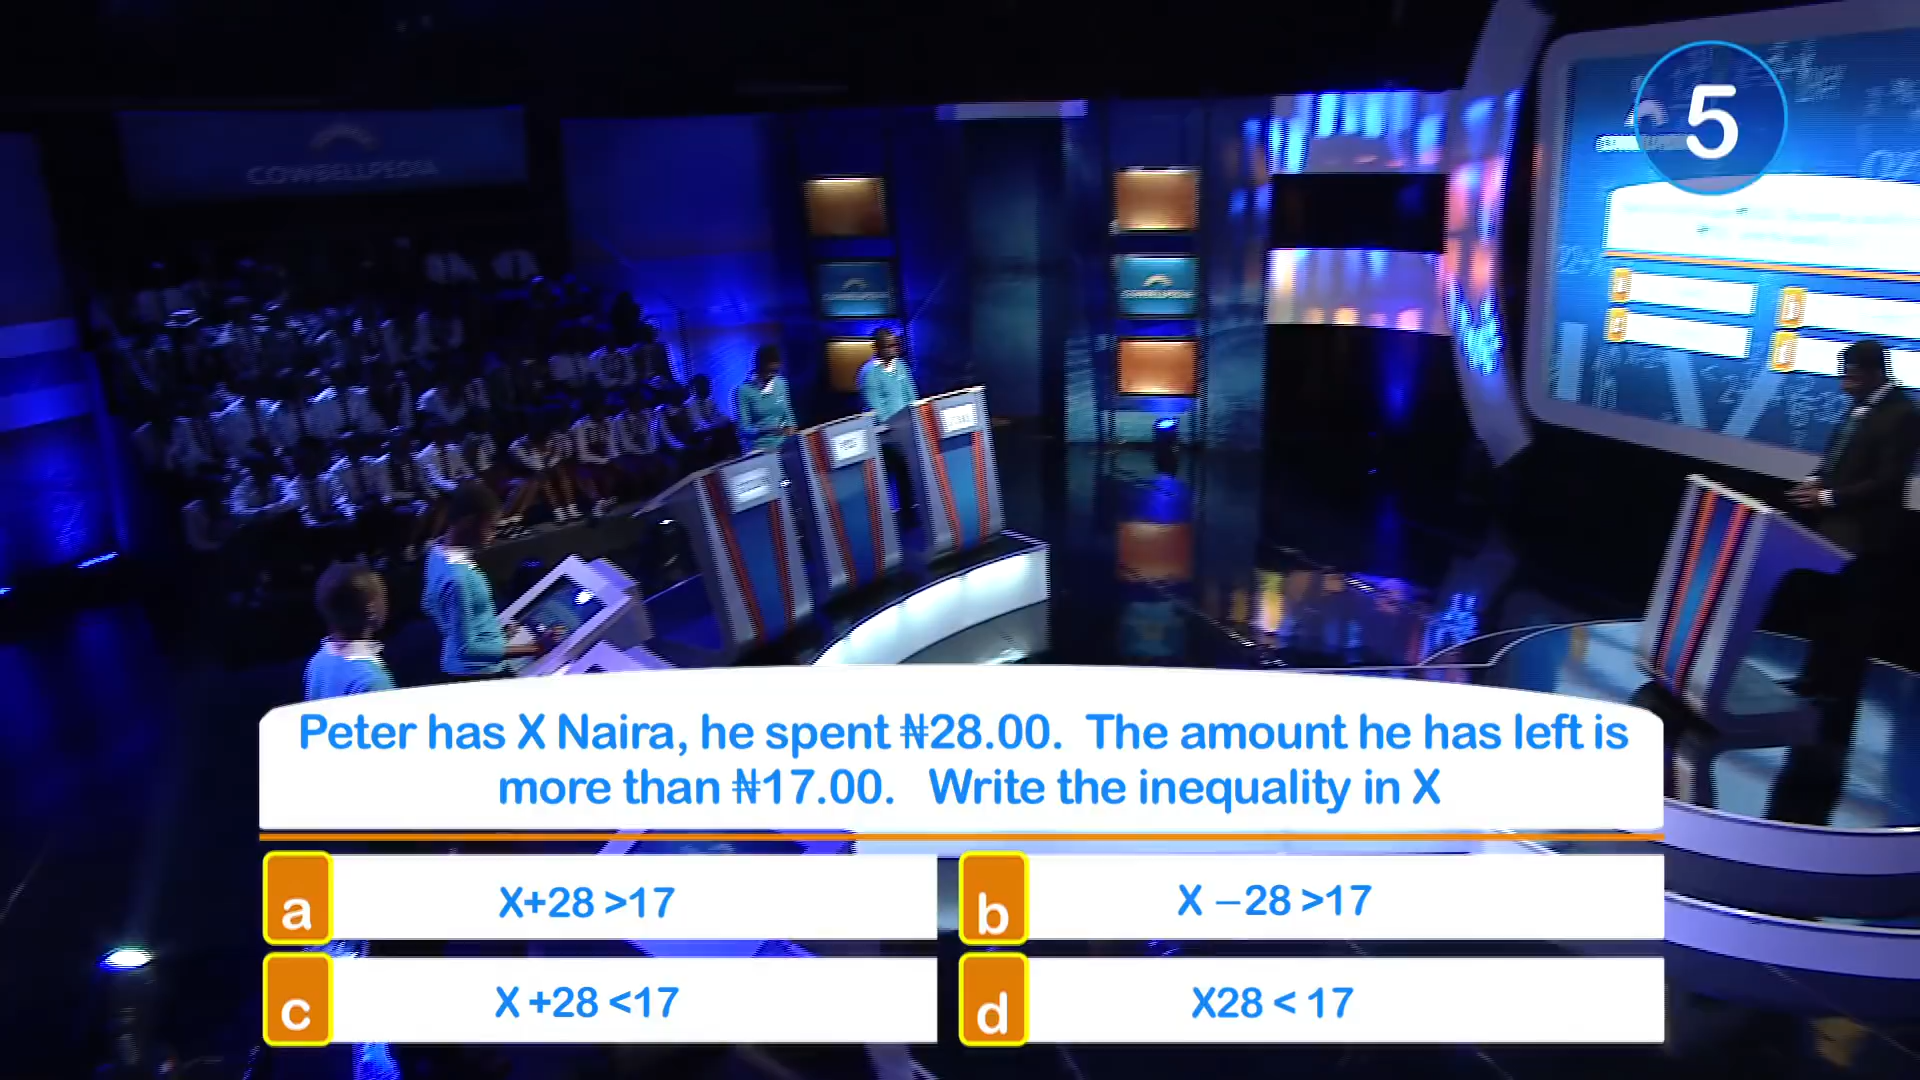 COWBELLPEDIA
5
Peter has X Naira, he spent ₦28.00. The amount he has left is
more than ₦17.00. Write the inequality in X
a X+28 >17
b X –28 >17
c X +28 <17
d X28 < 17